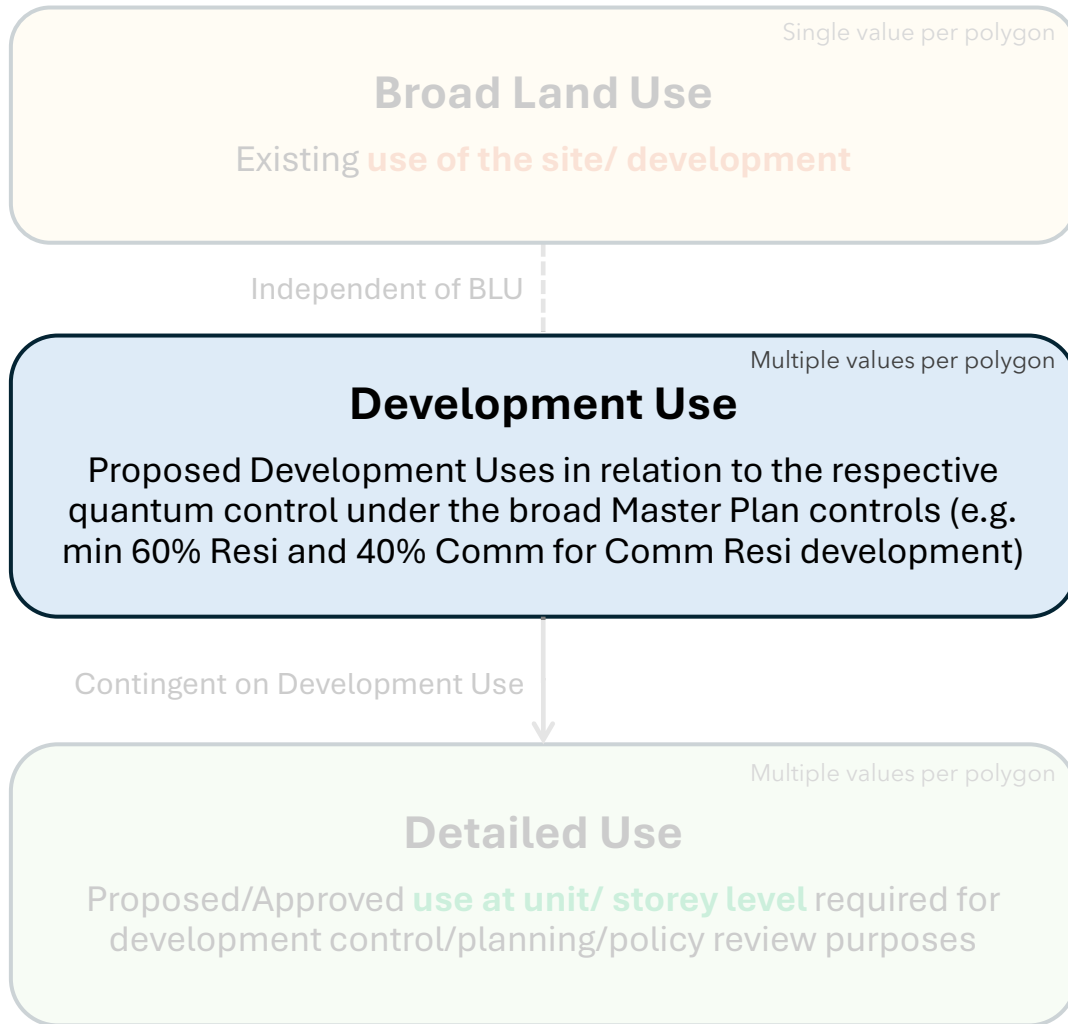 Single value per polygon
Broad Land Use
Existing use of the site/ development
Independent of BLU
Multiple values per polygon
Development Use
Proposed Development Uses in relation to the respective
quantum control under the broad Master Plan controls (e.g.
min 60% Resi and 40% Comm for Comm Resi development)
Contingent on Development Use
Multiple values per polygon
Detailed Use
Proposed/Approved use at unit/ storey level required for
development control/planning/policy review purposes